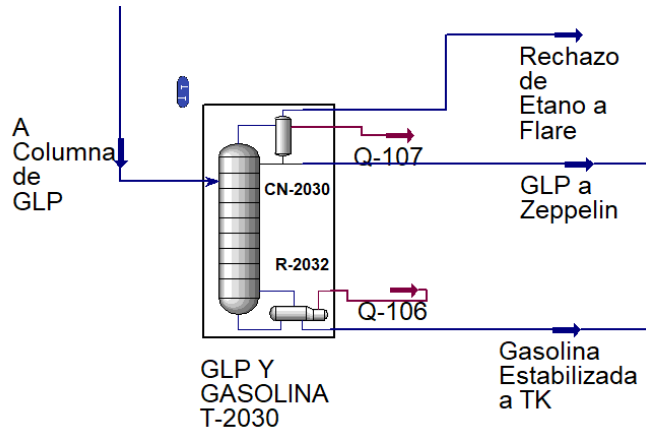 Rechazo
de
Etano a
Flare
A
Columna
de
GLP
Q-107
CN-2030
GLP a
Zeppelin
R-2032
Q-106
Gasolina
Estabilizada
a TK
GLP Y
GASOLINA
T-2030